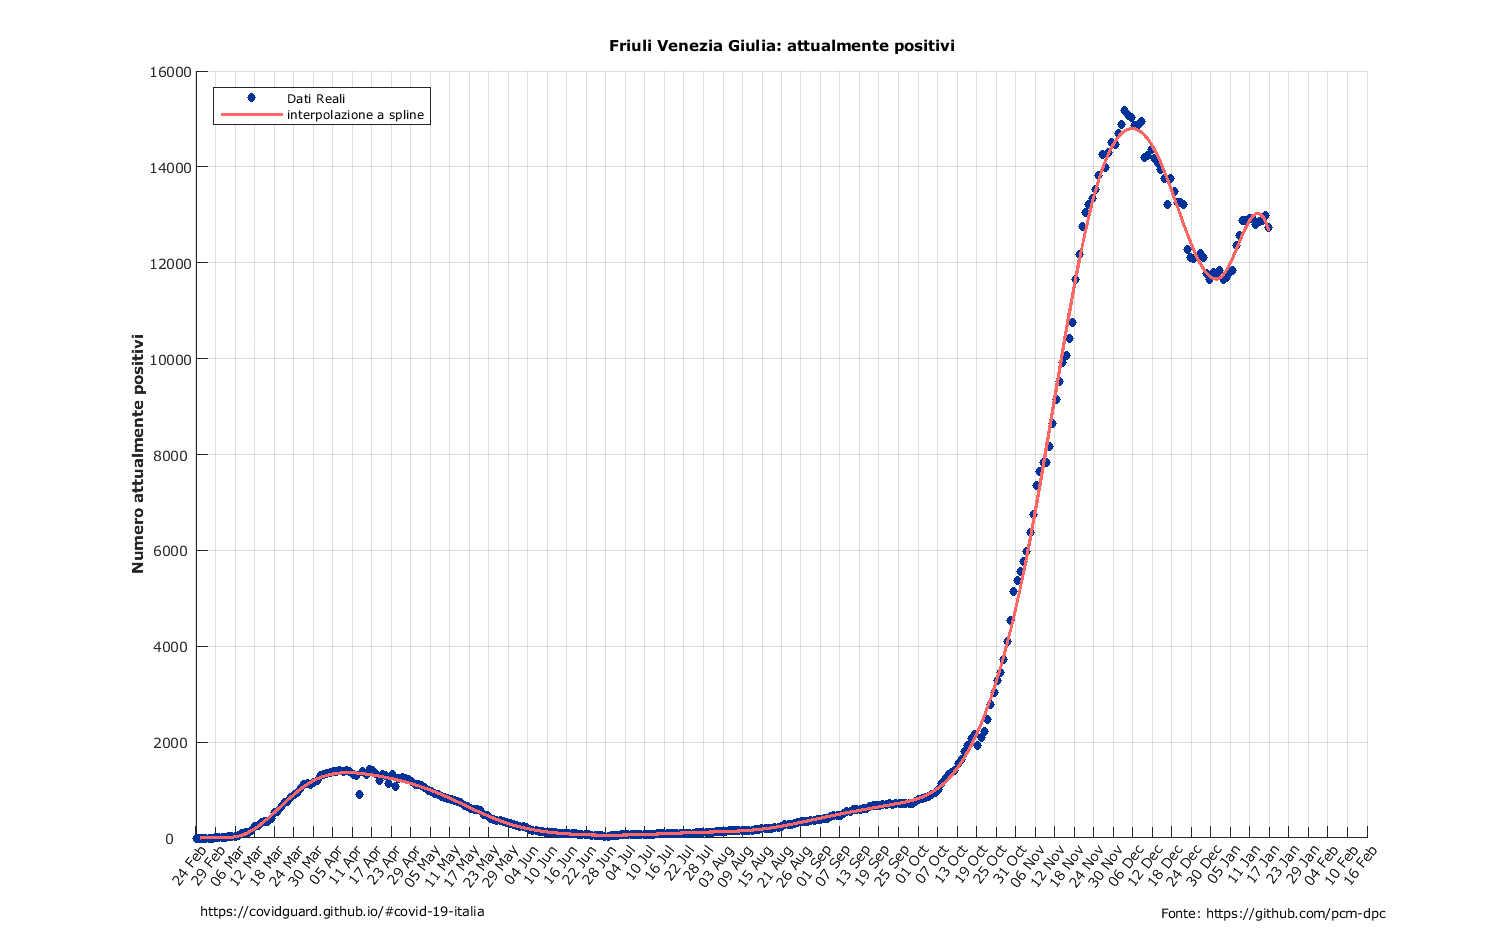 Friuli Venezia Giulia: attualmente positivi
Dati Reali
interpolazione a spline
Numero attualmente positivi
16000
14000
12000
10000
8000
6000
4000
2000
0
24 Feb
29 Feb
06 Mar
12 Mar
18 Mar
24 Mar
30 Mar
05 Apr
11 Apr
17 Apr
23 Apr
29 Apr
05 May
11 May
17 May
23 May
29 May
04 Jun
10 Jun
16 Jun
22 Jun
28 Jun
04 Jul
10 Jul
16 Jul
22 Jul
28 Jul
03 Aug
09 Aug
15 Aug
21 Aug
26 Aug
01 Sep
07 Sep
13 Sep
19 Sep
25 Sep
01 Oct
07 Oct
13 Oct
19 Oct
25 Oct
31 Oct
06 Nov
12 Nov
18 Nov
24 Nov
30 Nov
06 Dec
12 Dec
18 Dec
24 Dec
30 Dec
05 Jan
11 Jan
17 Jan
23 Jan
29 Jan
04 Feb
10 Feb
16 Feb
https://covidguard.github.io/#covid-19-italia
Fonte: https://github.com/pcm-dpc